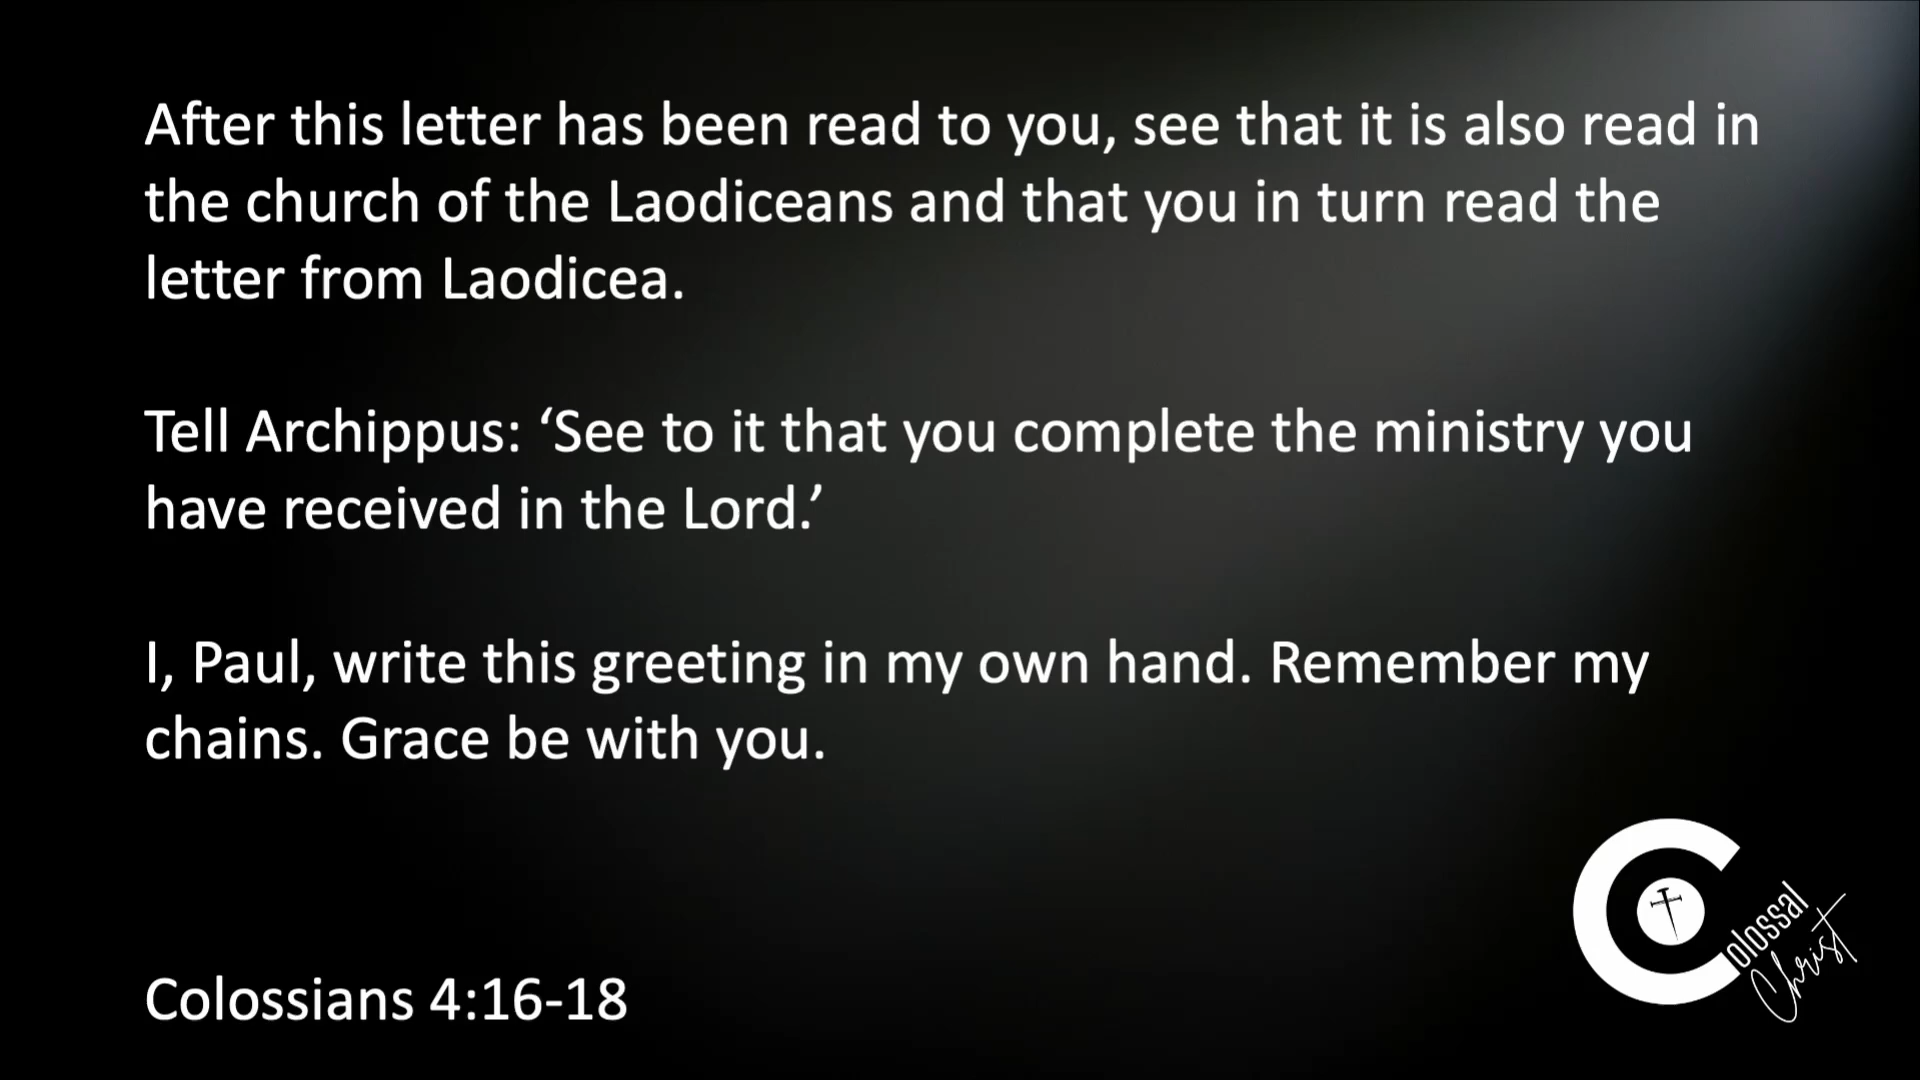 After this letter has been read to you, see that it is also read in
the church of the Laodiceans and that you in turn read the
letter from Laodicea.
Tell Archippus: ‘See to it that you complete the ministry you
have received in the Lord.’
I, Paul, write this greeting in my own hand. Remember my
chains. Grace be with you.
Colossians 4:16-18
Colossal
Christ